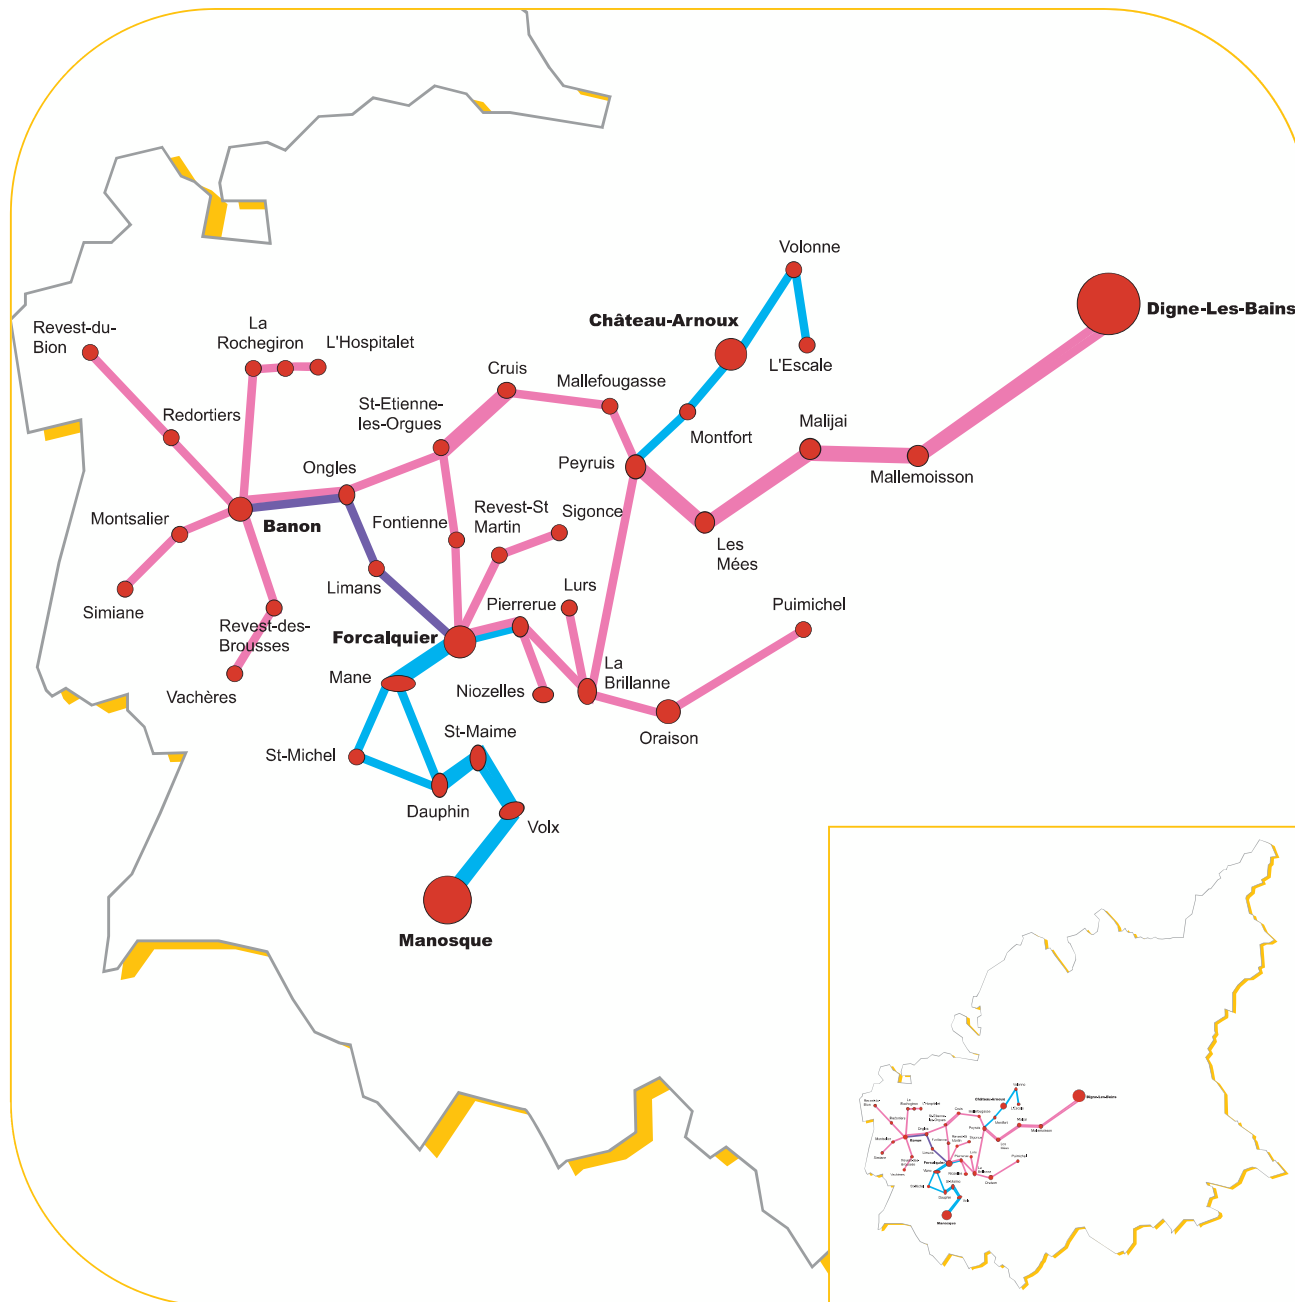 Volonne
Château-Arnoux
Digne-Les-Bains
Revest-du-
Bion
La
Rochegiron
L'Hospitalet
L'Escale
Cruis
Mallefougasse
Redortiers
St-Etienne-
les-Orgues
Montfort
Malijai
Ongles
Peyruis
Mallemoisson
Montsalier
Banon
Fontienne
Revest-St
Martin
Sigonce
Les
Mées
Limans
Lurs
Simiane
Revest-des-
Brousses
Pierrerue
Puimichel
Forcalquier
La
Brillanne
Mane
Vachères
Niozelles
St-Maime
Oraison
St-Michel
Dauphin
Volx
Manosque